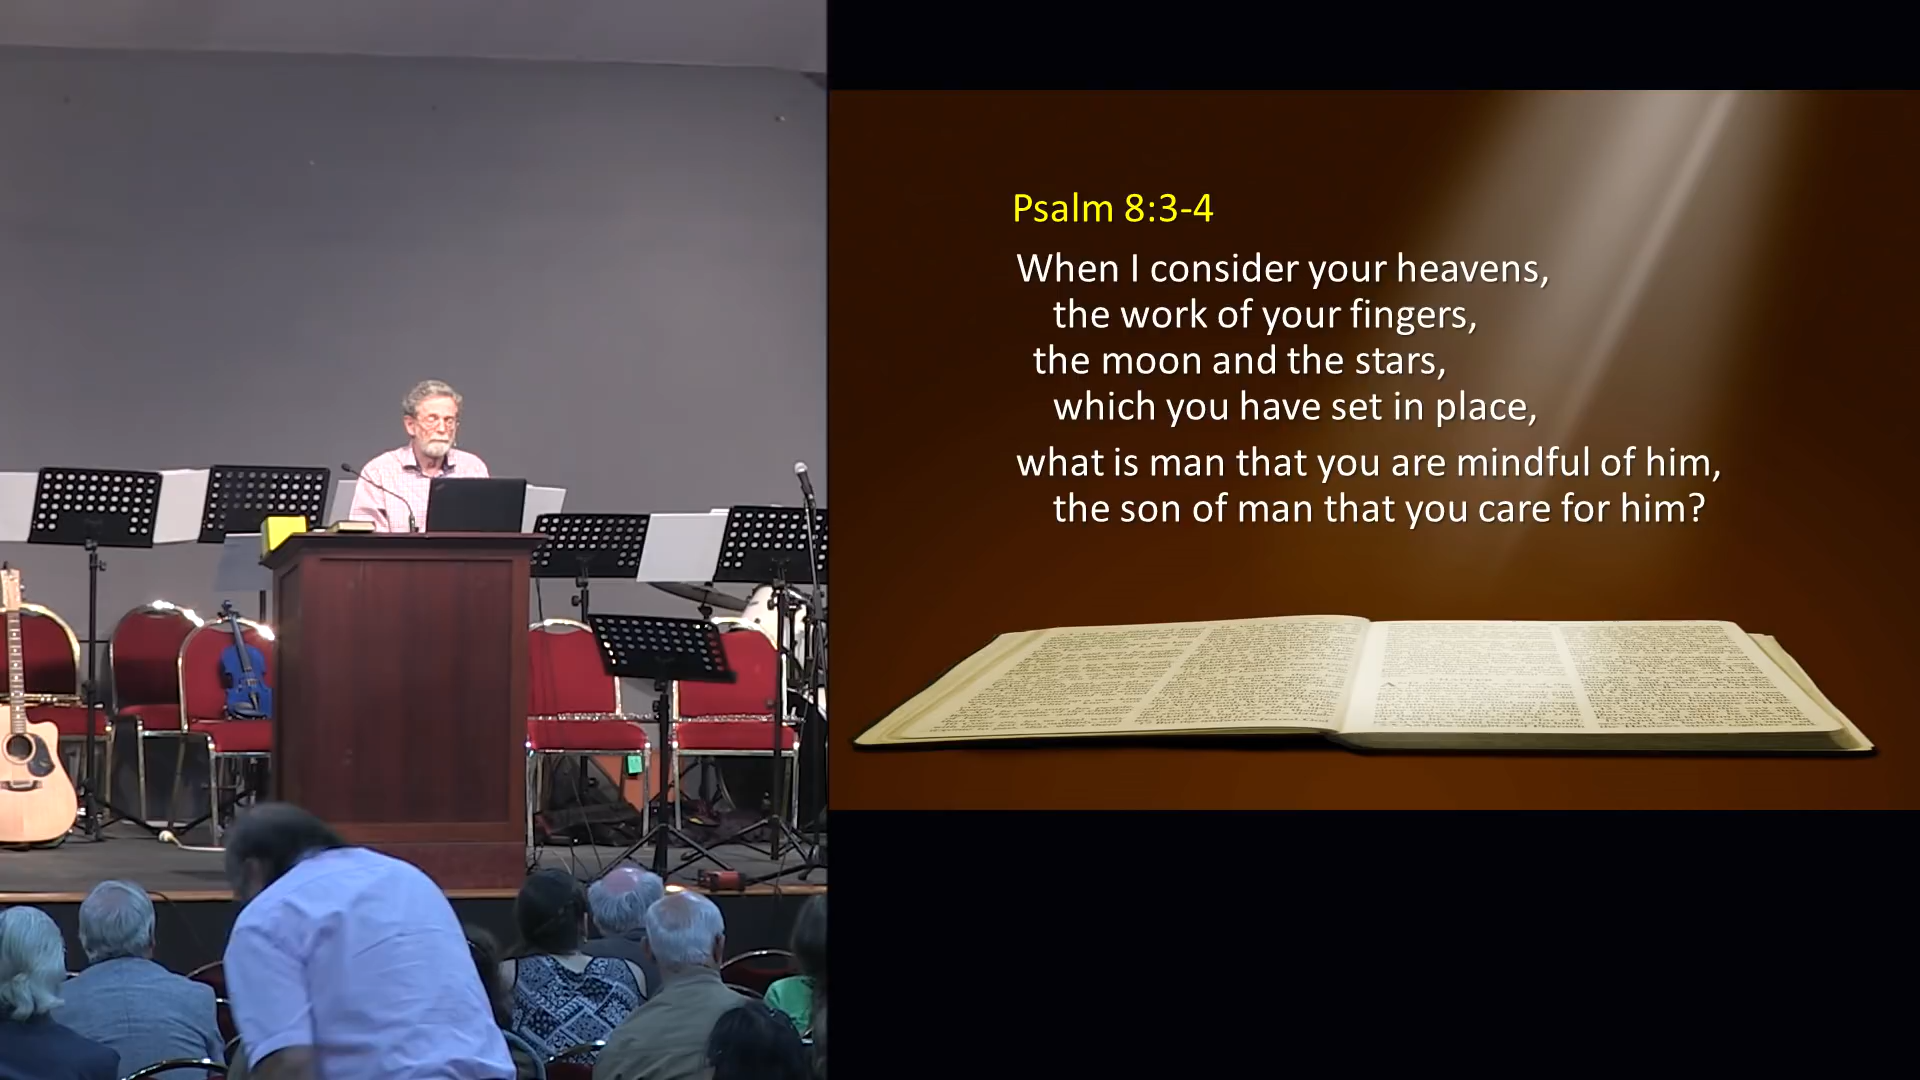 Psalm 8:3-4
When I consider your heavens,
the work of your fingers,
the moon and the stars,
which you have set in place,
what is man that you are mindful of him,
the son of man that you care for him?